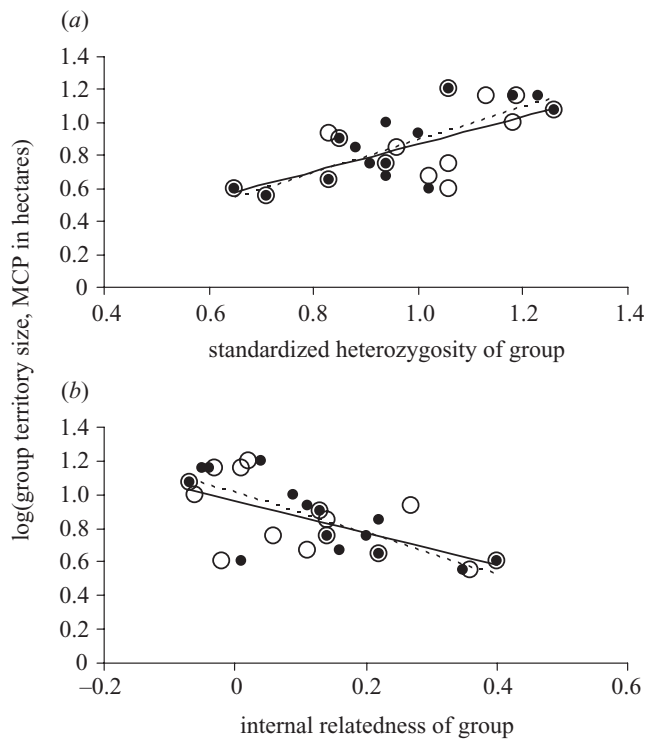 (a)
1.4
1.2
1.0
0.8
0.6
0.4
0.2
0
0.4 0.6 0.8 1.0 1.2 1.4
standardized heterozygosity of group
log(group territory size, MCP in hectares)
(b)
1.4
1.2
1.0
0.8
0.6
0.4
0.2
0
−0.2 0 0.2 0.4 0.6
internal relatedness of group